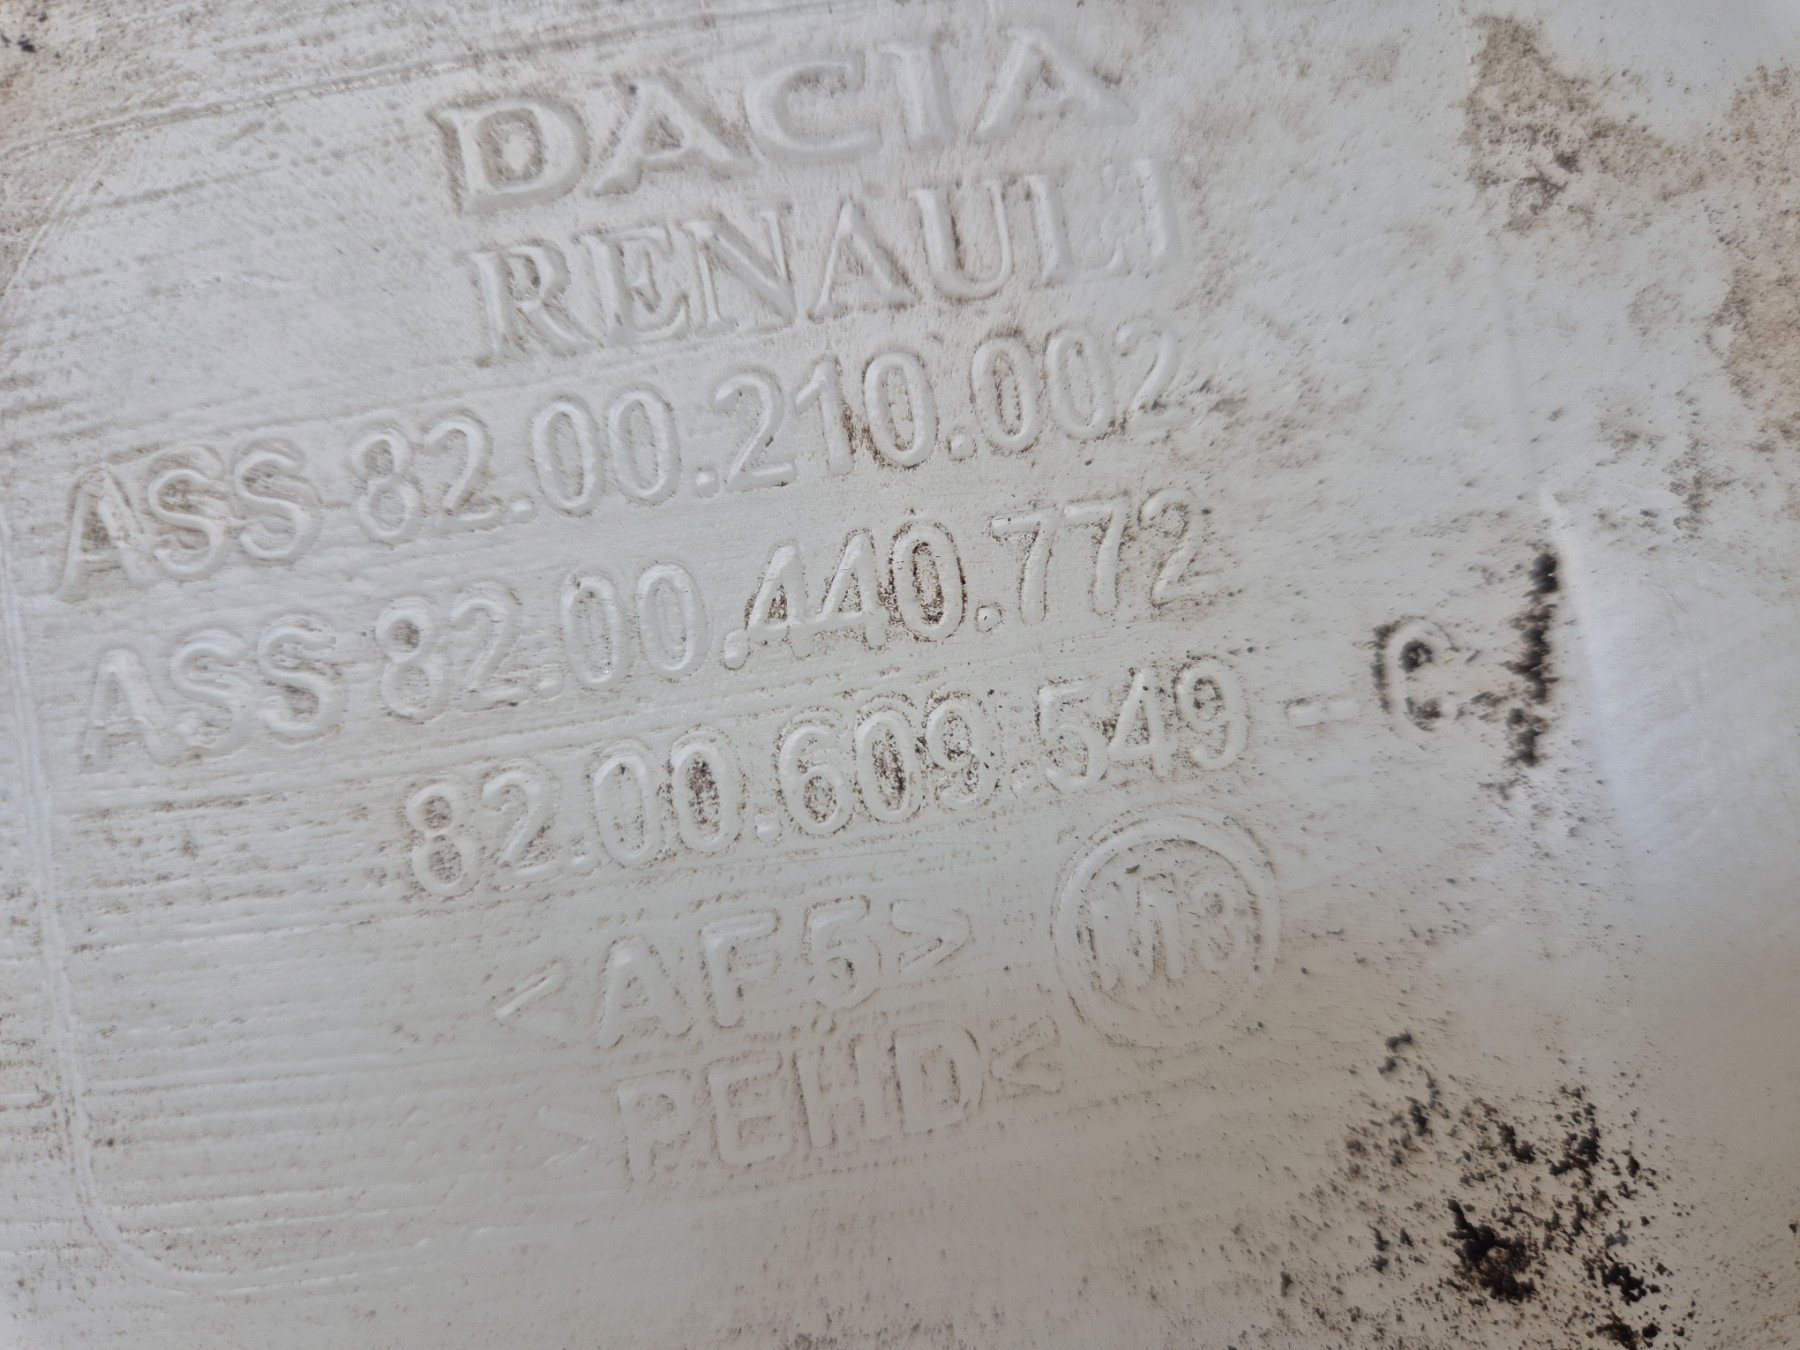 DACIA
RENAULT
ASS 82.00.210.002
ASS 82.00.440.772
82.00.609.549 - C
<AF5>
>PEHD<